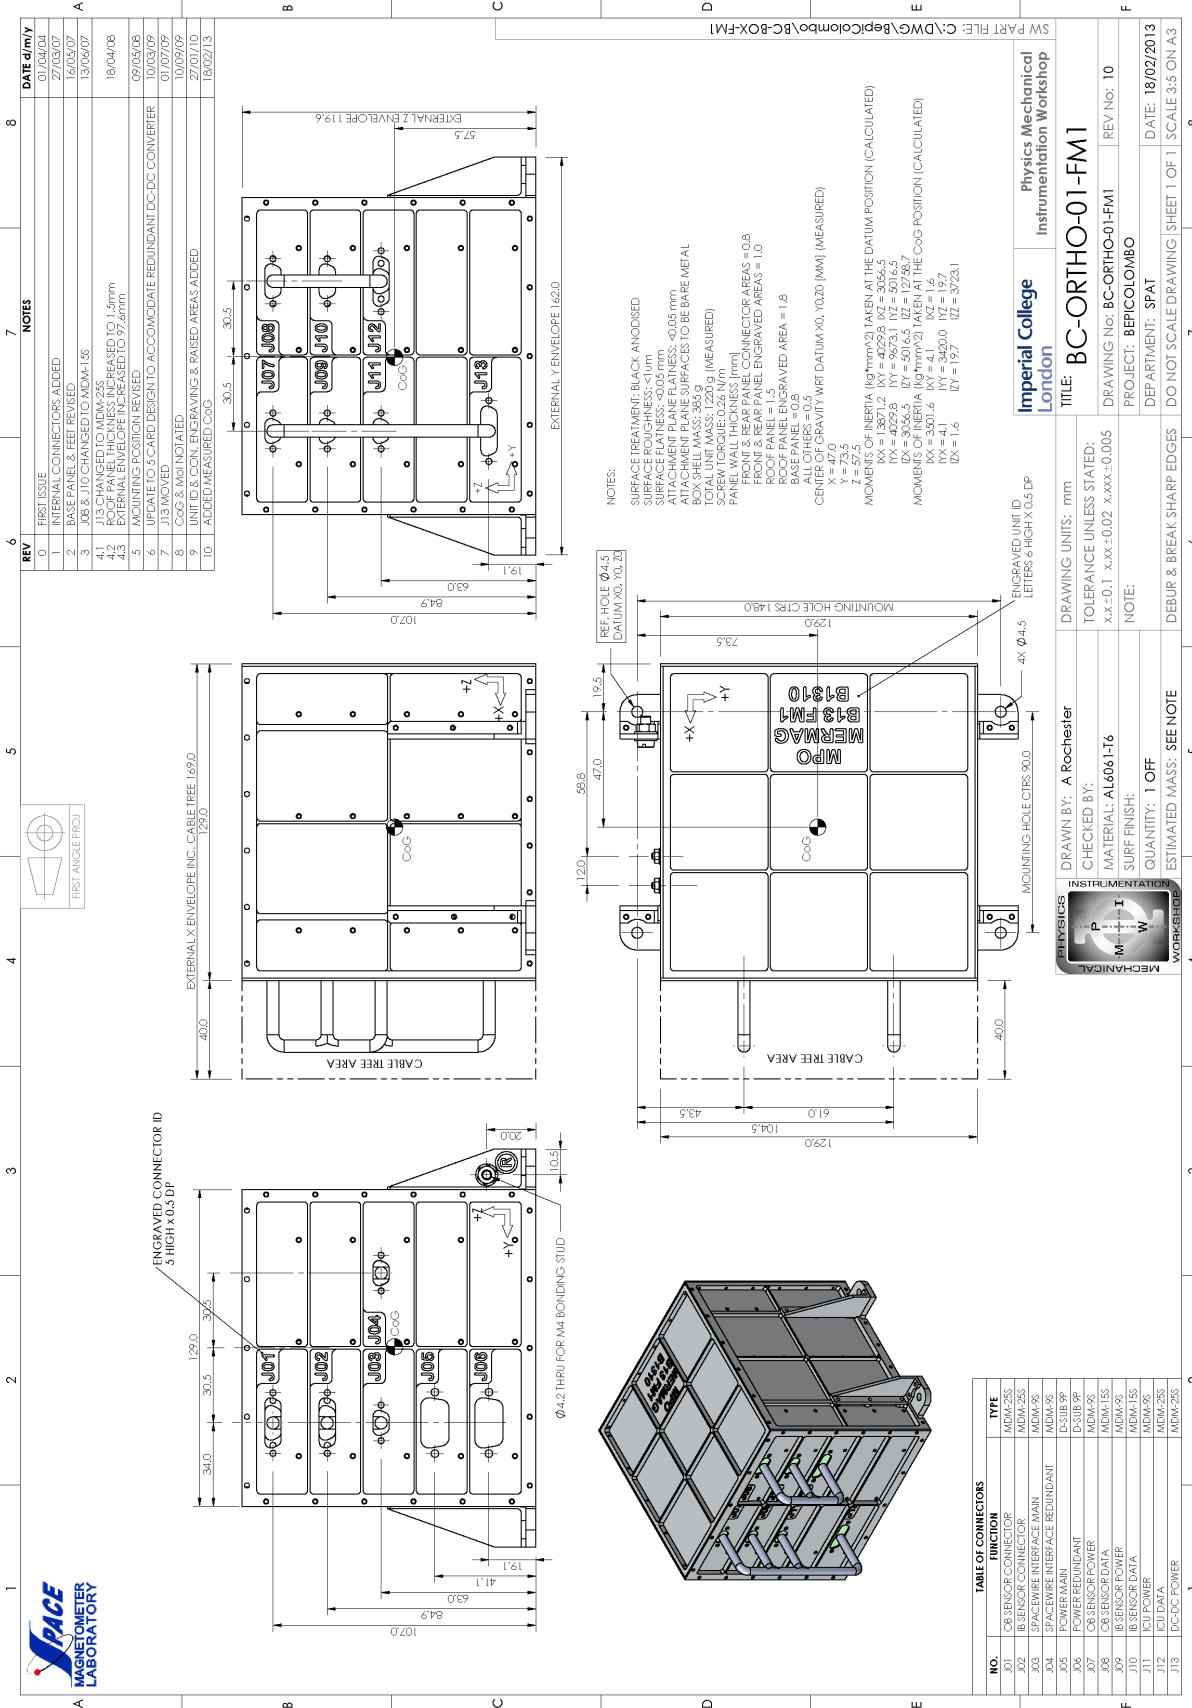 SPACE
MAGNETOMETER
LABORATORY
FIRST ANGLE PROJ
REV NOTES DATE d/m/y
0 FIRST ISSUE 01/04/04
1 INTERNAL CONNECTORS ADDED 27/03/07
2 BASE PANEL & FEET REVISED 16/05/07
3 J08 & J10 CHANGED TO MDM-15S 13/06/07
4.1 J13 CHANGED TO MDM-25S
4.2 ROOF PANEL THICKNESS INCREASED TO 1.5mm 18/04/08
4.3 EXTERNAL ENVELOPE INCREASED TO 97.6mm
5 MOUNTING POSITION REVISED 09/05/08
6 UPDATE TO 5 CARD DESIGN TO ACCOMODATE REDUNDANT DC-DC CONVERTER 10/03/09
7 J13 MOVED 01/07/09
8 CoG & MoI NOTATED 10/09/09
9 UNIT ID & CON. ENGRAVING & RAISED AREAS ADDED 27/01/10
10 ADDED MEASURED CoG 18/02/13
ENGRAVED CONNECTOR ID
5 HIGH x 0.5 DP
129.0
34.0 30.5 30.5
J01
J02
J03 J04
J05
J06
CoG
+Z
+Y
R
20.0
10.5
107.0
84.9
63.0
41.1
19.1
Ø4.2 THRU FOR M4 BONDING STUD
EXTERNAL X ENVELOPE INC. CABLE TREE 169.0
40.0 129.0
CABLE TREE AREA
CoG
+Z
+X
30.5 30.5
J07 J08
J09 J10
J11 J12
J13
CoG
+Z
+Y
EXTERNAL Z ENVELOPE 119.6
57.5
107.0
84.9
63.0
19.1
EXTERNAL Y ENVELOPE 162.0
12.0 58.8 19.5
47.0
REF. HOLE Ø4.5
DATUM X0, Y0, Z0
73.5
129.0
MOUNTING HOLE CTRS 148.0
CABLE TREE AREA
43.5
61.0
104.5
129.0
CoG
+X
+Y
MPO
MERMAG
B13 FM1
B1310
40.0
MOUNTING HOLE CTRS 90.0
4X Ø4.5
ENGRAVED UNIT ID
LETTERS 6 HIGH X 0.5 DP
NOTES:
SURFACE TREATMENT: BLACK ANODISED
SURFACE ROUGHNESS: <1um
SURFACE FLATNESS: <0.05 mm
ATTACHMENT PLANE FLATNESS: <0.05 mm
ATTACHMENT PLANE SURFACES TO BE BARE METAL
BOX SHELL MASS: 385 g
TOTAL UNIT MASS: 1220 g (MEASURED)
SCREW TORQUE: 0.26 N/m
PANEL WALL THICKNESS [mm]
FRONT & REAR PANEL CONNECTOR AREAS = 0.8
FRONT & REAR PANEL ENGRAVED AREAS = 1.0
ROOF PANEL = 1.5
ROOF PANEL ENGRAVED AREA = 1.8
BASE PANEL = 0.8
ALL OTHERS = 0.5
CENTER OF GRAVITY WRT DATUM X0, Y0,Z0 [MM] (MEASURED)
X = 47.0
Y = 73.5
Z = 57.5
MOMENTS OF INERTIA (kg*mm^2) TAKEN AT THE DATUM POSITION (CALCULATED)
IXX = 13871.2 IXY = 4029.8 IXZ = 3056.5
IYX = 4029.8 IYY = 9673.1 IYZ = 5016.5
IZX = 3056.5 IZY = 5016.5 IZZ = 12758.7
MOMENTS OF INERTIA (kg*mm^2) TAKEN AT THE CoG POSITION (CALCULATED)
IXX = 3501.6 IXY = 4.1 IXZ = 1.6
IYX = 4.1 IYY = 3420.0 IYZ = 19.7
IZX = 1.6 IZY = 19.7 IZZ = 3723.1
SW PART FILE: C:\DWG\Bepicolombo\BC-BOX-FM1
TABLE OF CONNECTORS
NO. FUNCTION TYPE
J01 OB SENSOR CONNECTOR MDM-25S
J02 IB SENSOR CONNECTOR MDM-25S
J03 SPACEWIRE INTERFACE MAIN MDM-9S
J04 SPACEWIRE INTERFACE REDUNDANT MDM-9S
J05 POWER MAIN D-SUB 9P
J06 POWER REDUNDANT D-SUB 9P
J07 OB SENSOR POWER MDM-9S
J08 OB SENSOR DATA MDM-15S
J09 IB SENSOR POWER MDM-9S
J10 IB SENSOR DATA MDM-15S
J11 ICU POWER MDM-9S
J12 ICU DATA MDM-25S
J13 DC-DC POWER MDM-25S
PHYSICS
INSTRUMENTATION
MECHANICAL
WORKSHOP
P I M W
DRAWN BY: A Rochester
CHECKED BY:
MATERIAL: AL6061-T6
SURF FINISH:
QUANTITY: 1 OFF
ESTIMATED MASS: SEE NOTE
DRAWING UNITS: mm
TOLERANCE UNLESS STATED:
x.x ±0.1 x.xx ±0.02 x.xxx ±0.005
NOTE:
DEBUR & BREAK SHARP EDGES
Imperial College
London
Physics Mechanical
Instrumentation Workshop
TITLE: BC-ORTHO-01-FM1
DRAWING No: BC-ORTHO-01-FM1 REV No: 10
PROJECT: BEPICOLOMBO
DEPARTMENT: SPAT DATE: 18/02/2013
DO NOT SCALE DRAWING SHEET 1 OF 1 SCALE 3:5 ON A3
1 2 3 4 5 6 7 8
A B C D E F